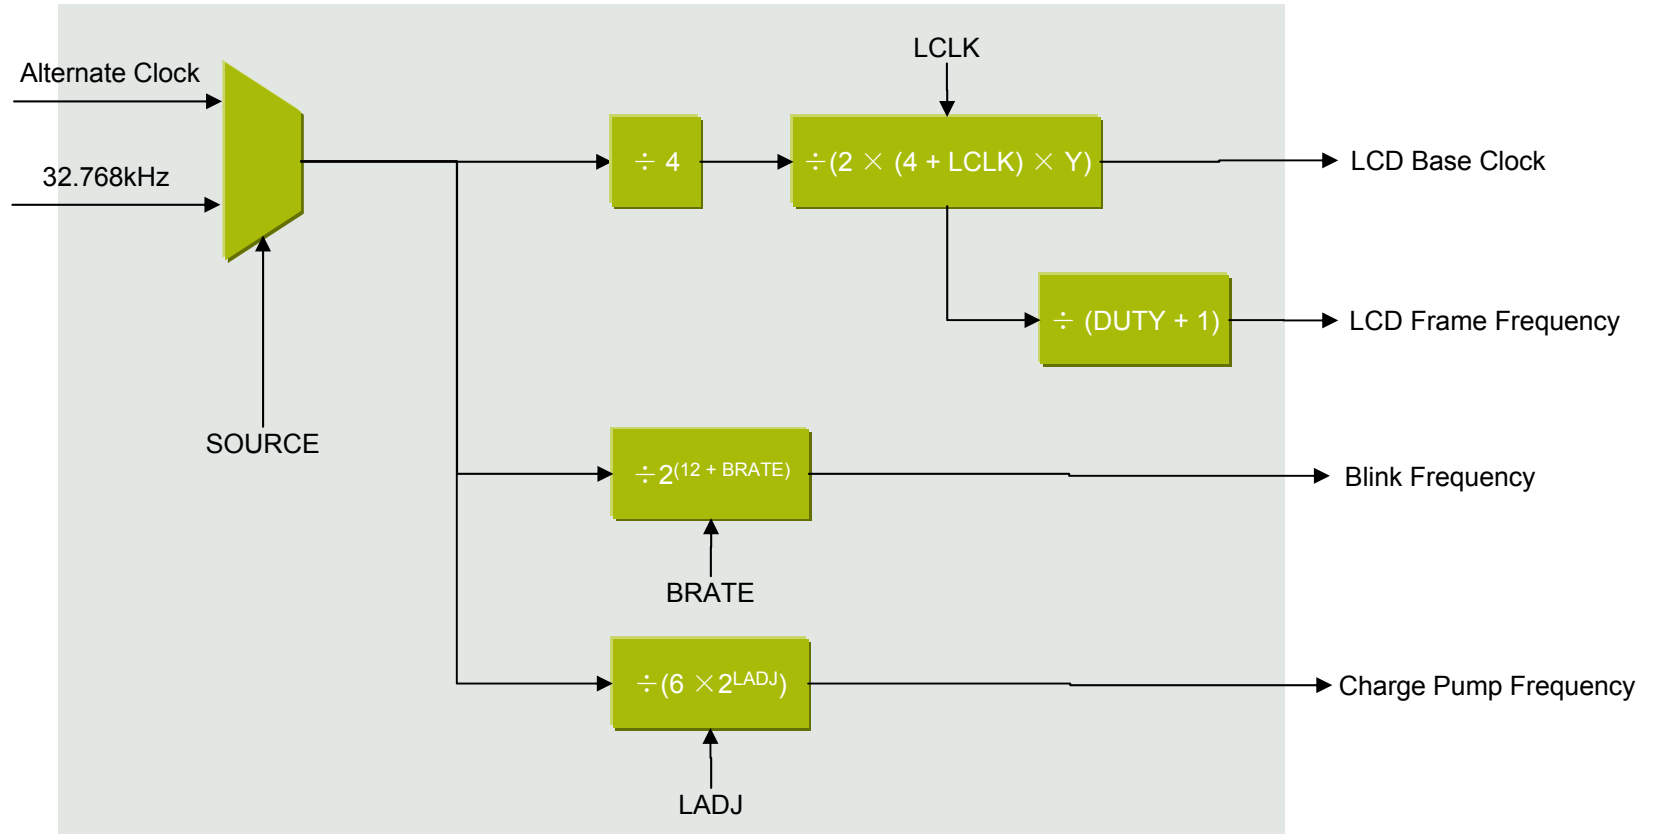 LCLK
Alternate Clock
÷ 4
÷(2 × (4 + LCLK) × Y)
LCD Base Clock
32.768kHz
÷ (DUTY + 1)
LCD Frame Frequency
SOURCE
÷2(12 + BRATE)
Blink Frequency
BRATE
÷(6 ×2LADJ)
Charge Pump Frequency
LADJ